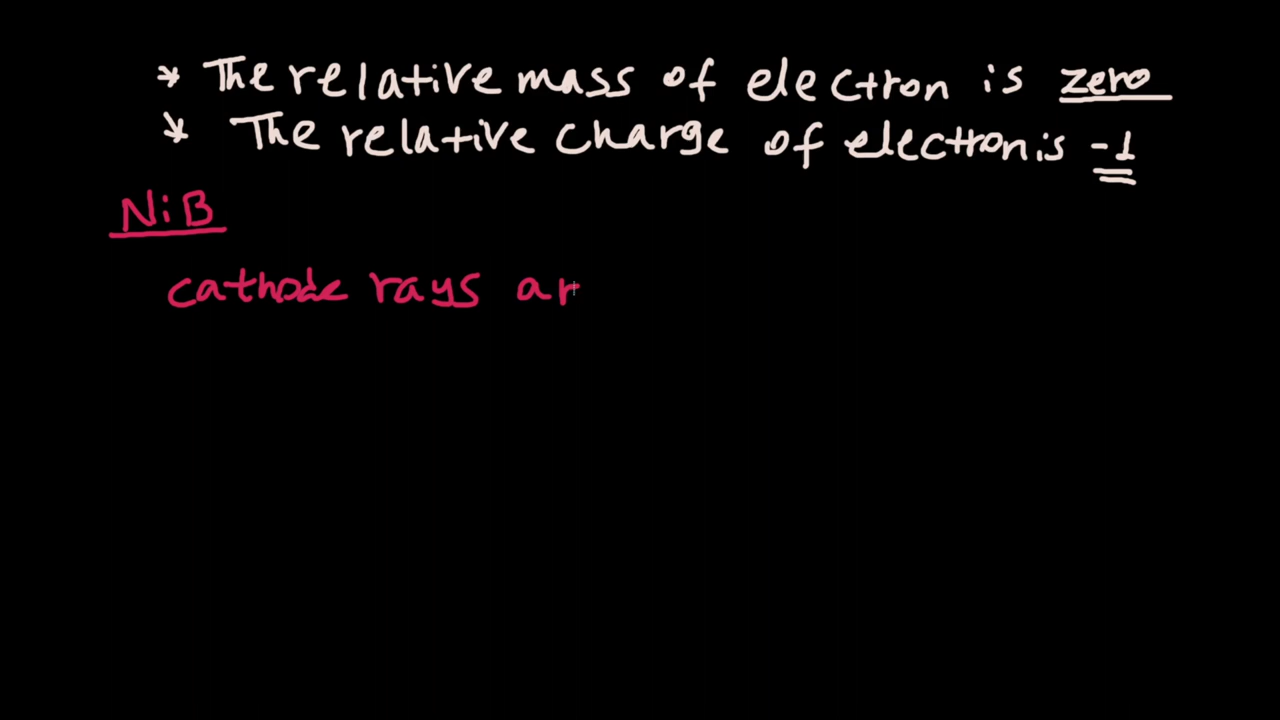 * The relative mass of electron is zero
* The relative charge of electron is -1
NiB
cathode rays ar